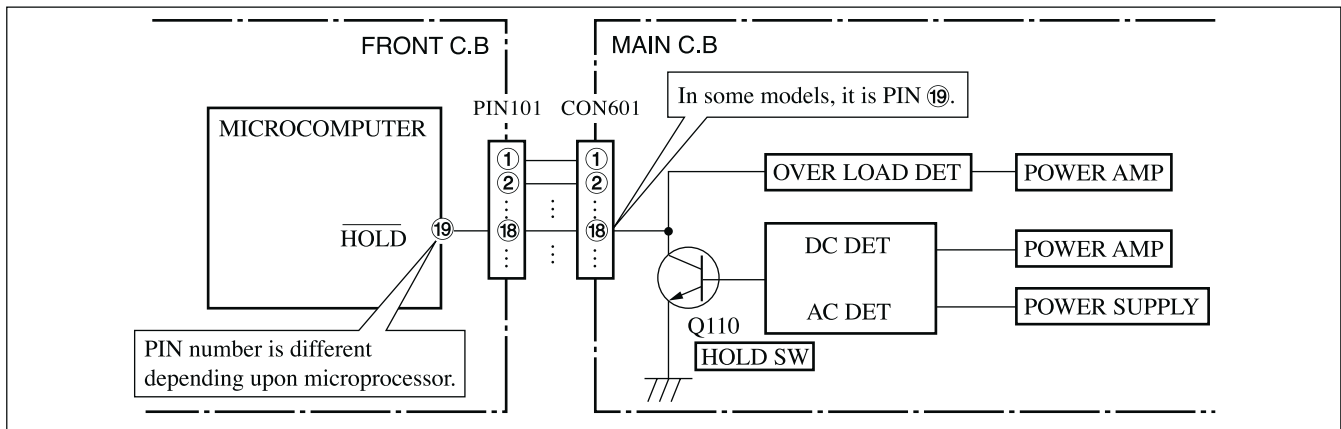 FRONT C.B
MAIN C.B
PIN101
CON601
In some models, it is PIN ⑲.
MICROCOMPUTER
① ①
② ②
HOLD ⑲ ⑱ ⑱
OVER LOAD DET
POWER AMP
DC DET
POWER AMP
AC DET
POWER SUPPLY
Q110
HOLD SW
PIN number is different
depending upon microprocessor.